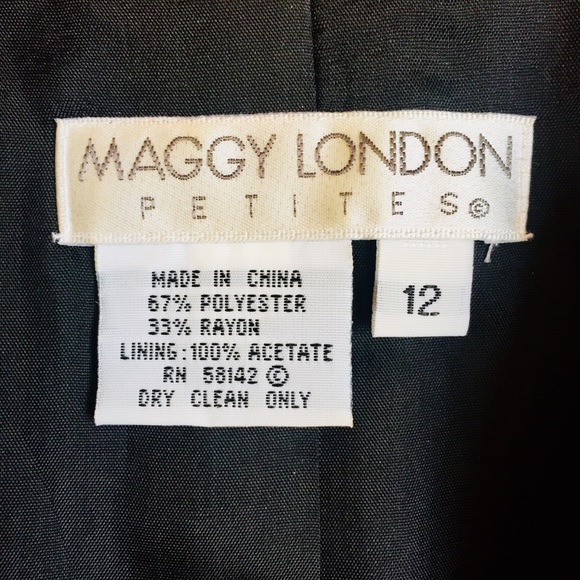 MAGGY LONDON
PETITES©
12
MADE IN CHINA
67% POLYESTER
33% RAYON
LINING:100% ACETATE
RN 58142 ©
DRY CLEAN ONLY